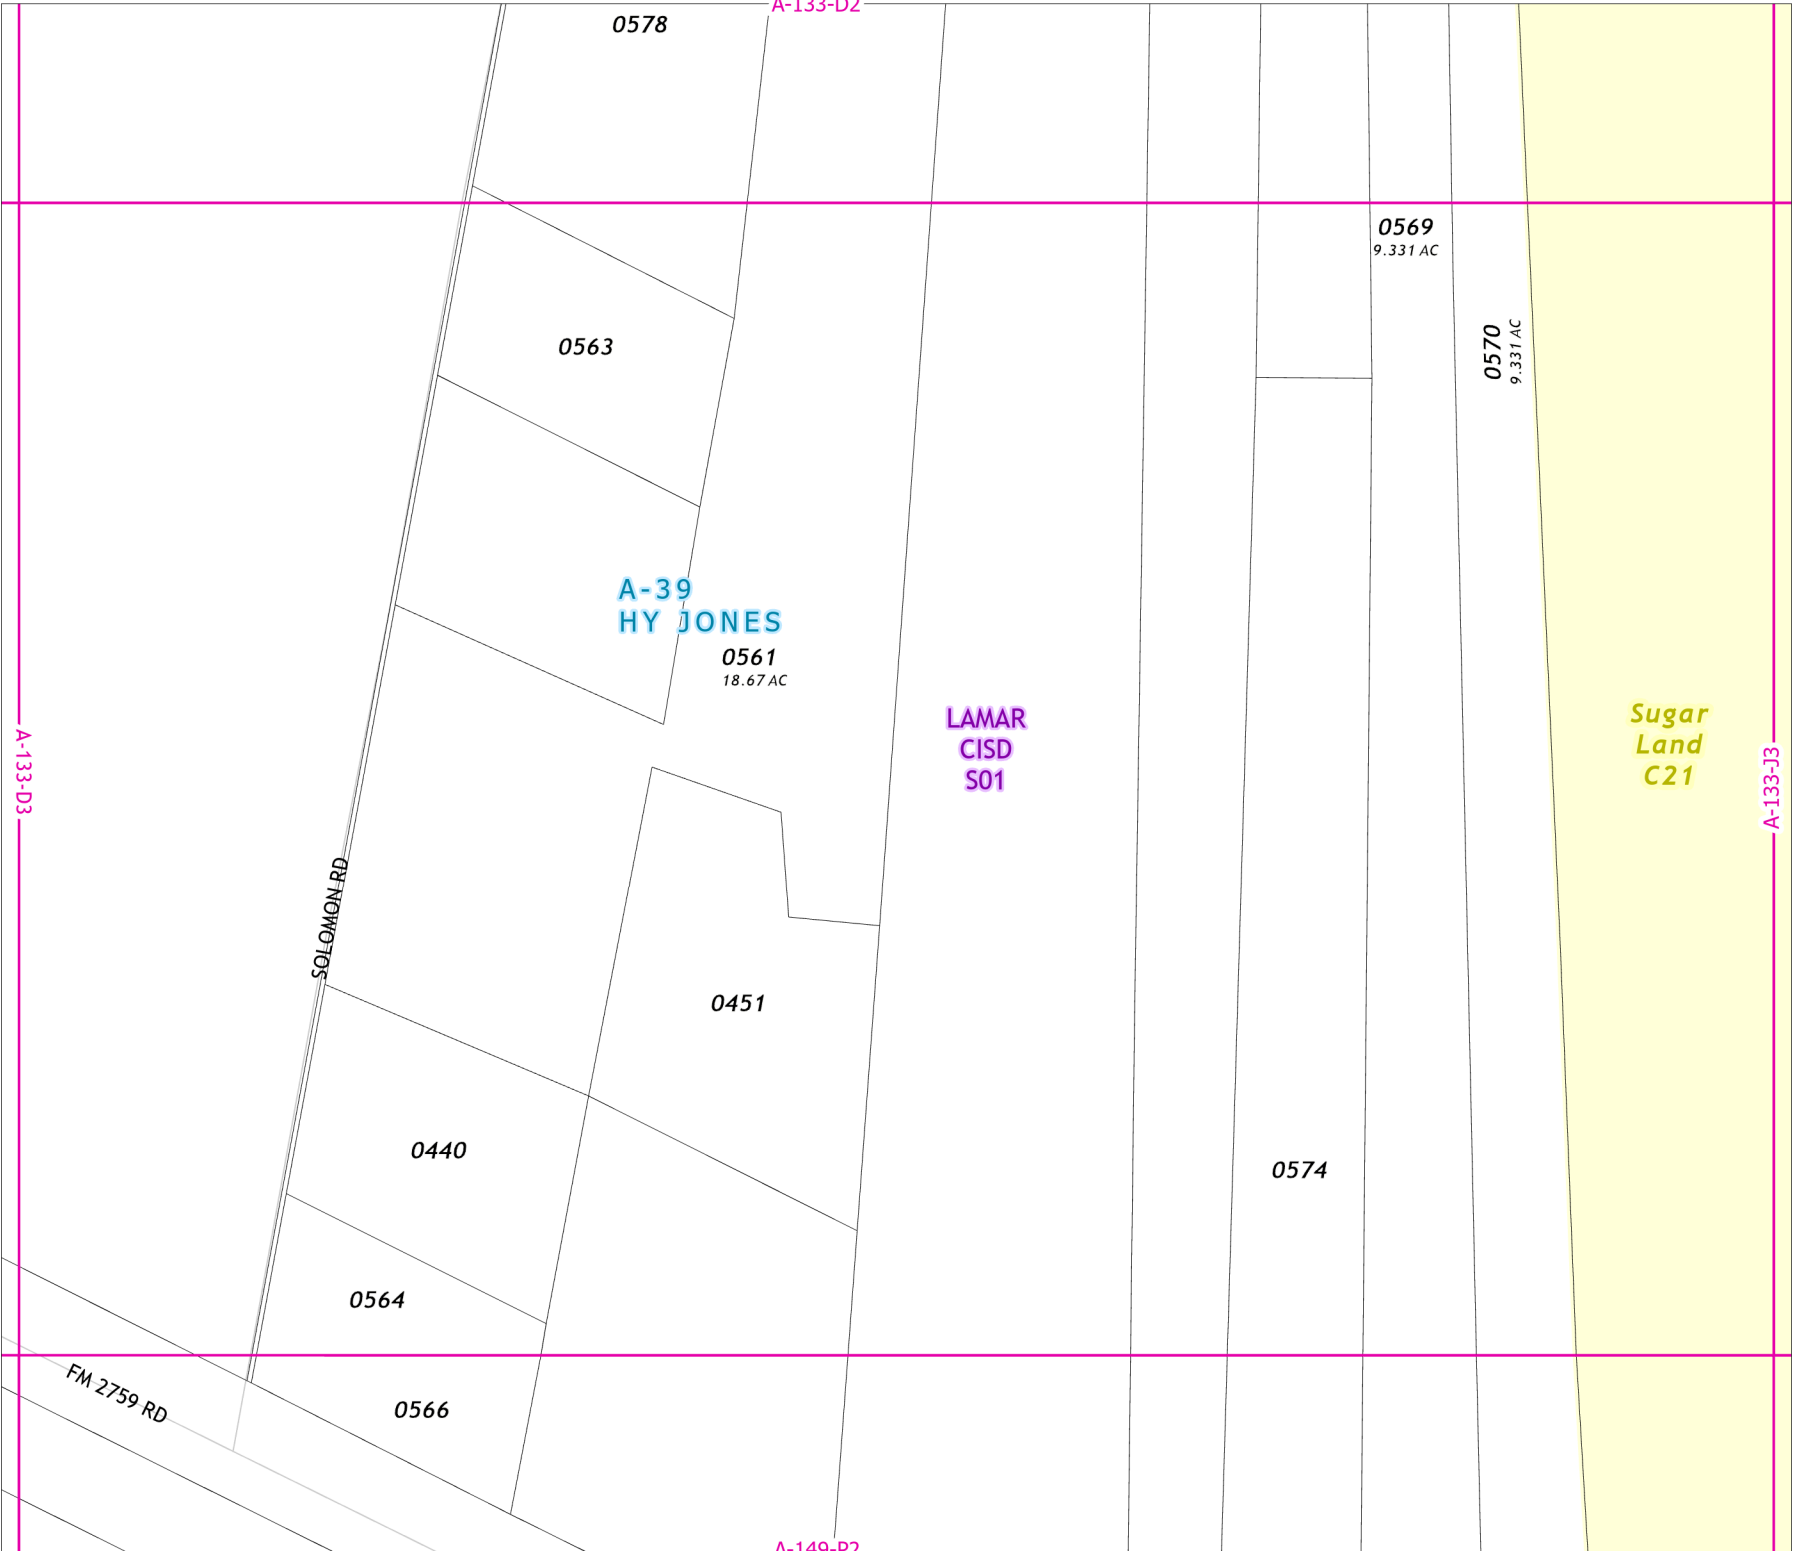 A-133-D2
0578
0569
9.331 AC
0570
9.331 AC
0563
A-39
HY JONES
0561
18.67 AC
LAMAR
CISD
S01
Sugar
Land
C21
A-133-D3
A-133-J3
SOLOMON RD
0451
0440
0574
0564
FM 2759 RD
0566
A-149-P2